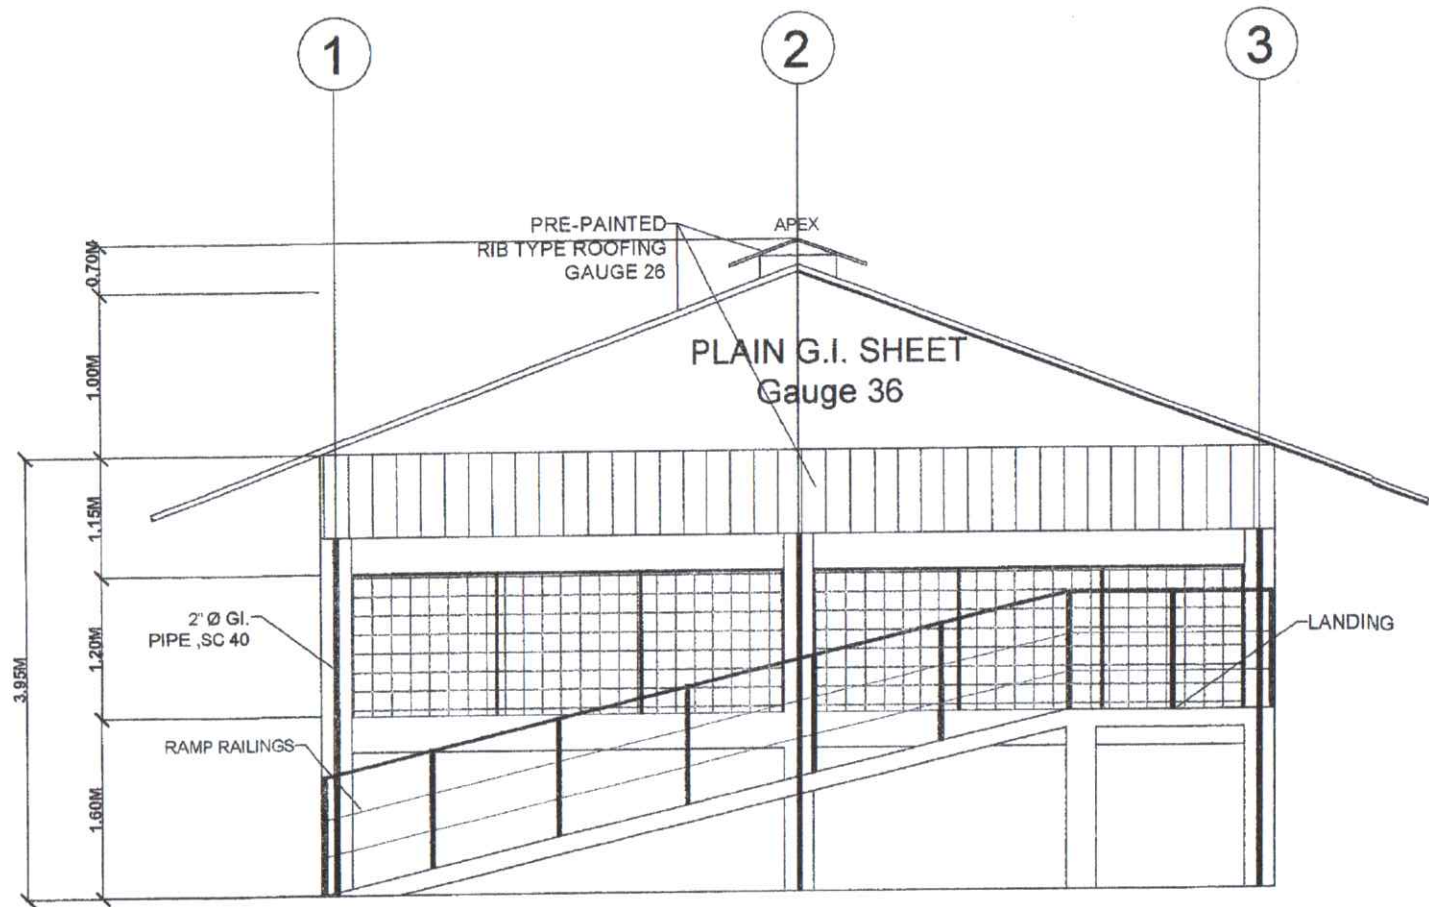 1
2
3
PRE-PAINTED
RIB TYPE ROOFING
GAUGE 26
APEX
PLAIN G.I. SHEET
Gauge 36
0.70M
1.00M
1.15M
1.20M
1.60M
3.95M
2" Ø GI.
PIPE ,SC 40
RAMP RAILINGS
LANDING